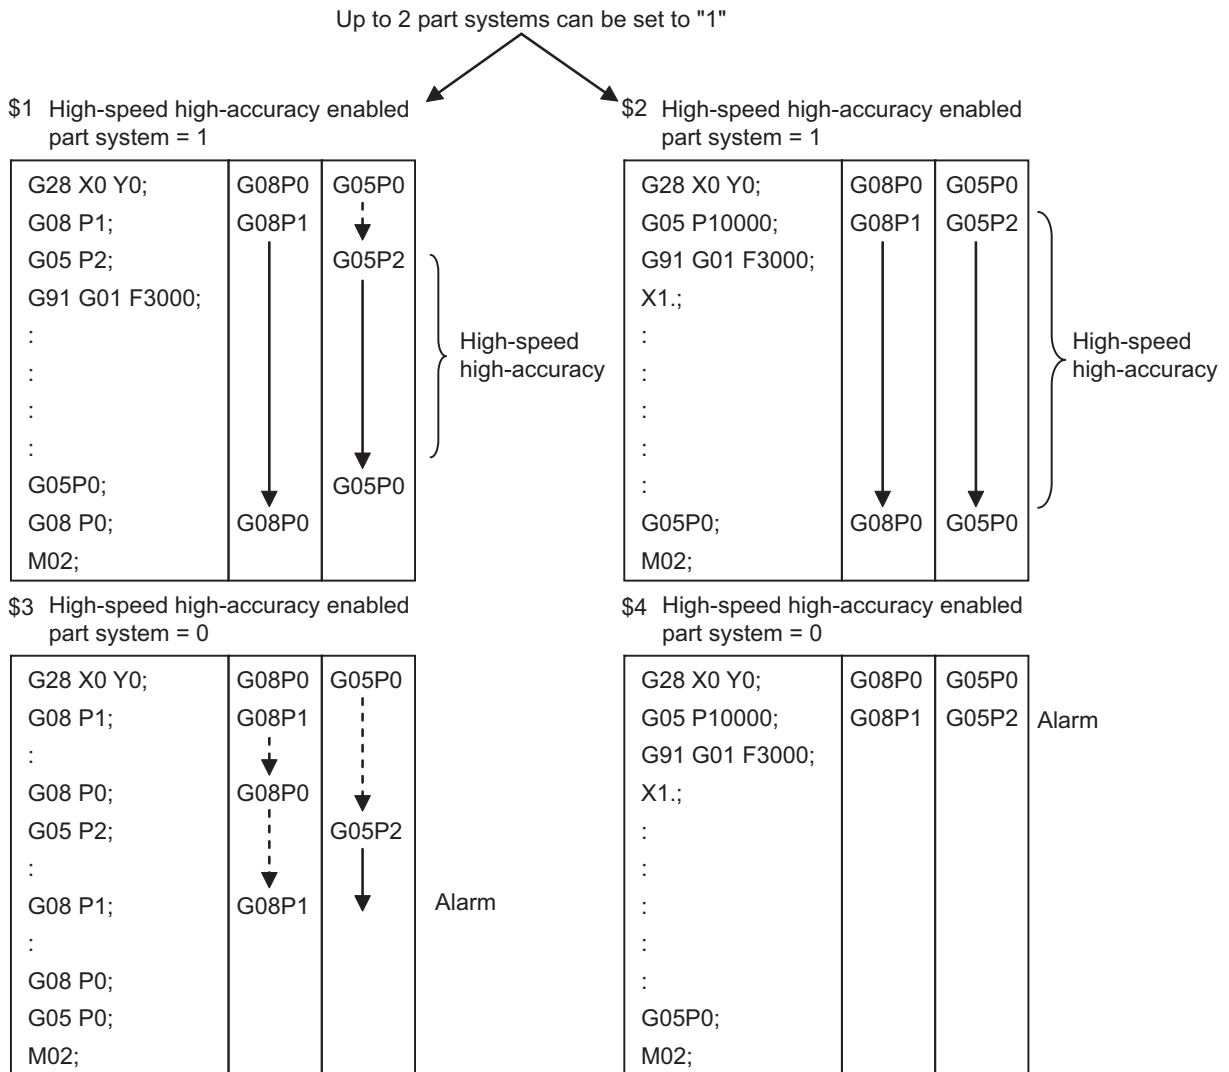 Up to 2 part systems can be set to "1"
$1 High-speed high-accuracy enabled
part system = 1
G28 X0 Y0; G08P0 G05P0
G08 P1; G08P1
G05 P2; G05P2
G91 G01 F3000;
:
:
:
:
G05P0; G05P0
G08 P0; G08P0
M02;
High-speed
high-accuracy
$2 High-speed high-accuracy enabled
part system = 1
G28 X0 Y0; G08P0 G05P0
G05 P10000; G08P1 G05P2
G91 G01 F3000;
X1.;
:
:
:
:
:
G05P0; G08P0 G05P0
M02;
High-speed
high-accuracy
$3 High-speed high-accuracy enabled
part system = 0
G28 X0 Y0; G08P0 G05P0
G08 P1; G08P1
:
G08 P0; G08P0
G05 P2; G05P2
:
G08 P1; G08P1 Alarm
:
G08 P0;
G05 P0;
M02;
$4 High-speed high-accuracy enabled
part system = 0
G28 X0 Y0; G08P0 G05P0
G05 P10000; G08P1 G05P2 Alarm
G91 G01 F3000;
X1.;
:
:
:
:
:
G05P0;
M02;